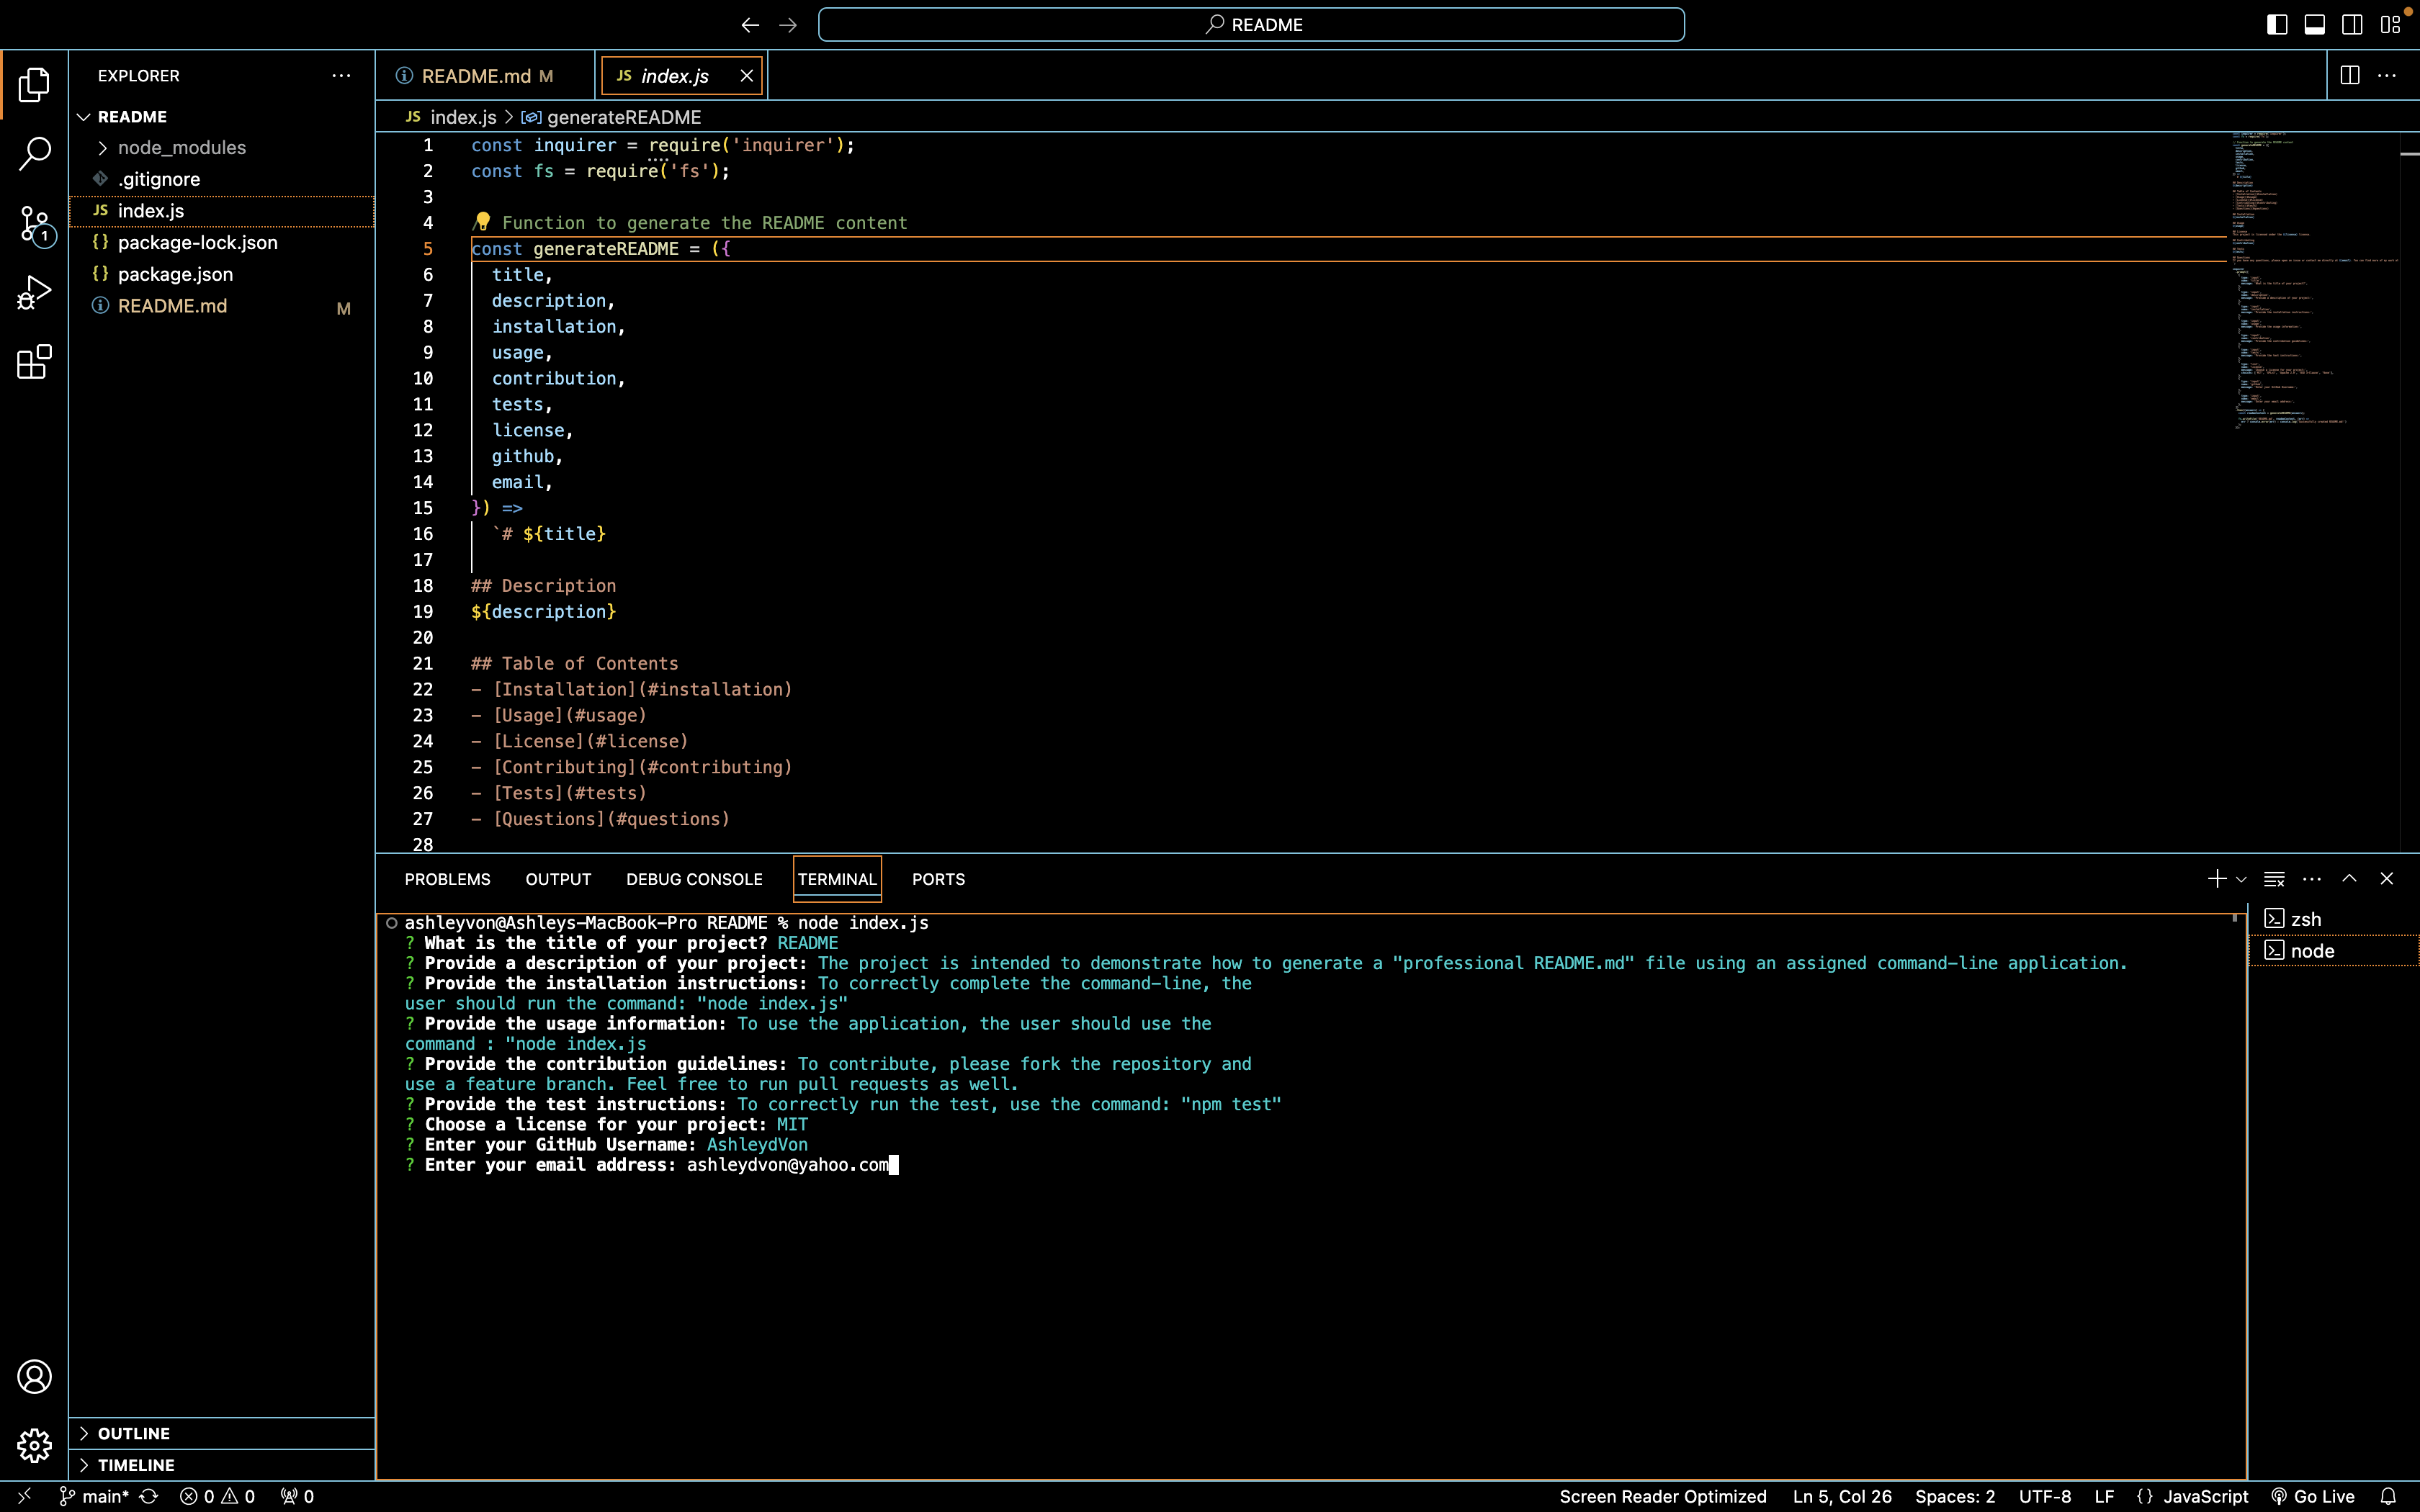 README
EXPLORER
README
node_modules
.gitignore
JS index.js
{} package-lock.json
{} package.json
README.md M
1
OUTLINE
TIMELINE
README.md M
JS index.js
JS index.js > generateREADME
1 const inquirer = require('inquirer');
2 const fs = require('fs');
3
4 / Function to generate the README content
5 const generateREADME = ({
6 title,
7 description,
8 installation,
9 usage,
10 contribution,
11 tests,
12 license,
13 github,
14 email,
15 }) =>
16 `# ${title}
17
18 ## Description
19 ${description}
20
21 ## Table of Contents
22 - [Installation](#installation)
23 - [Usage](#usage)
24 - [License](#license)
25 - [Contributing](#contributing)
26 - [Tests](#tests)
27 - [Questions](#questions)
28
PROBLEMS OUTPUT DEBUG CONSOLE TERMINAL PORTS
ashleyvon@Ashleys-MacBook-Pro README % node index.js
? What is the title of your project? README
? Provide a description of your project: The project is intended to demonstrate how to generate a "professional README.md" file using an assigned command-line application.
? Provide the installation instructions: To correctly complete the command-line, the
user should run the command: "node index.js"
? Provide the usage information: To use the application, the user should use the
command : "node index.js
? Provide the contribution guidelines: To contribute, please fork the repository and
use a feature branch. Feel free to run pull requests as well.
? Provide the test instructions: To correctly run the test, use the command: "npm test"
? Choose a license for your project: MIT
? Enter your GitHub Username: AshleydVon
? Enter your email address: ashleydvon@yahoo.com
zsh
node
main* 0 0 0 Screen Reader Optimized Ln 5, Col 26 Spaces: 2 UTF-8 LF {} JavaScript Go Live